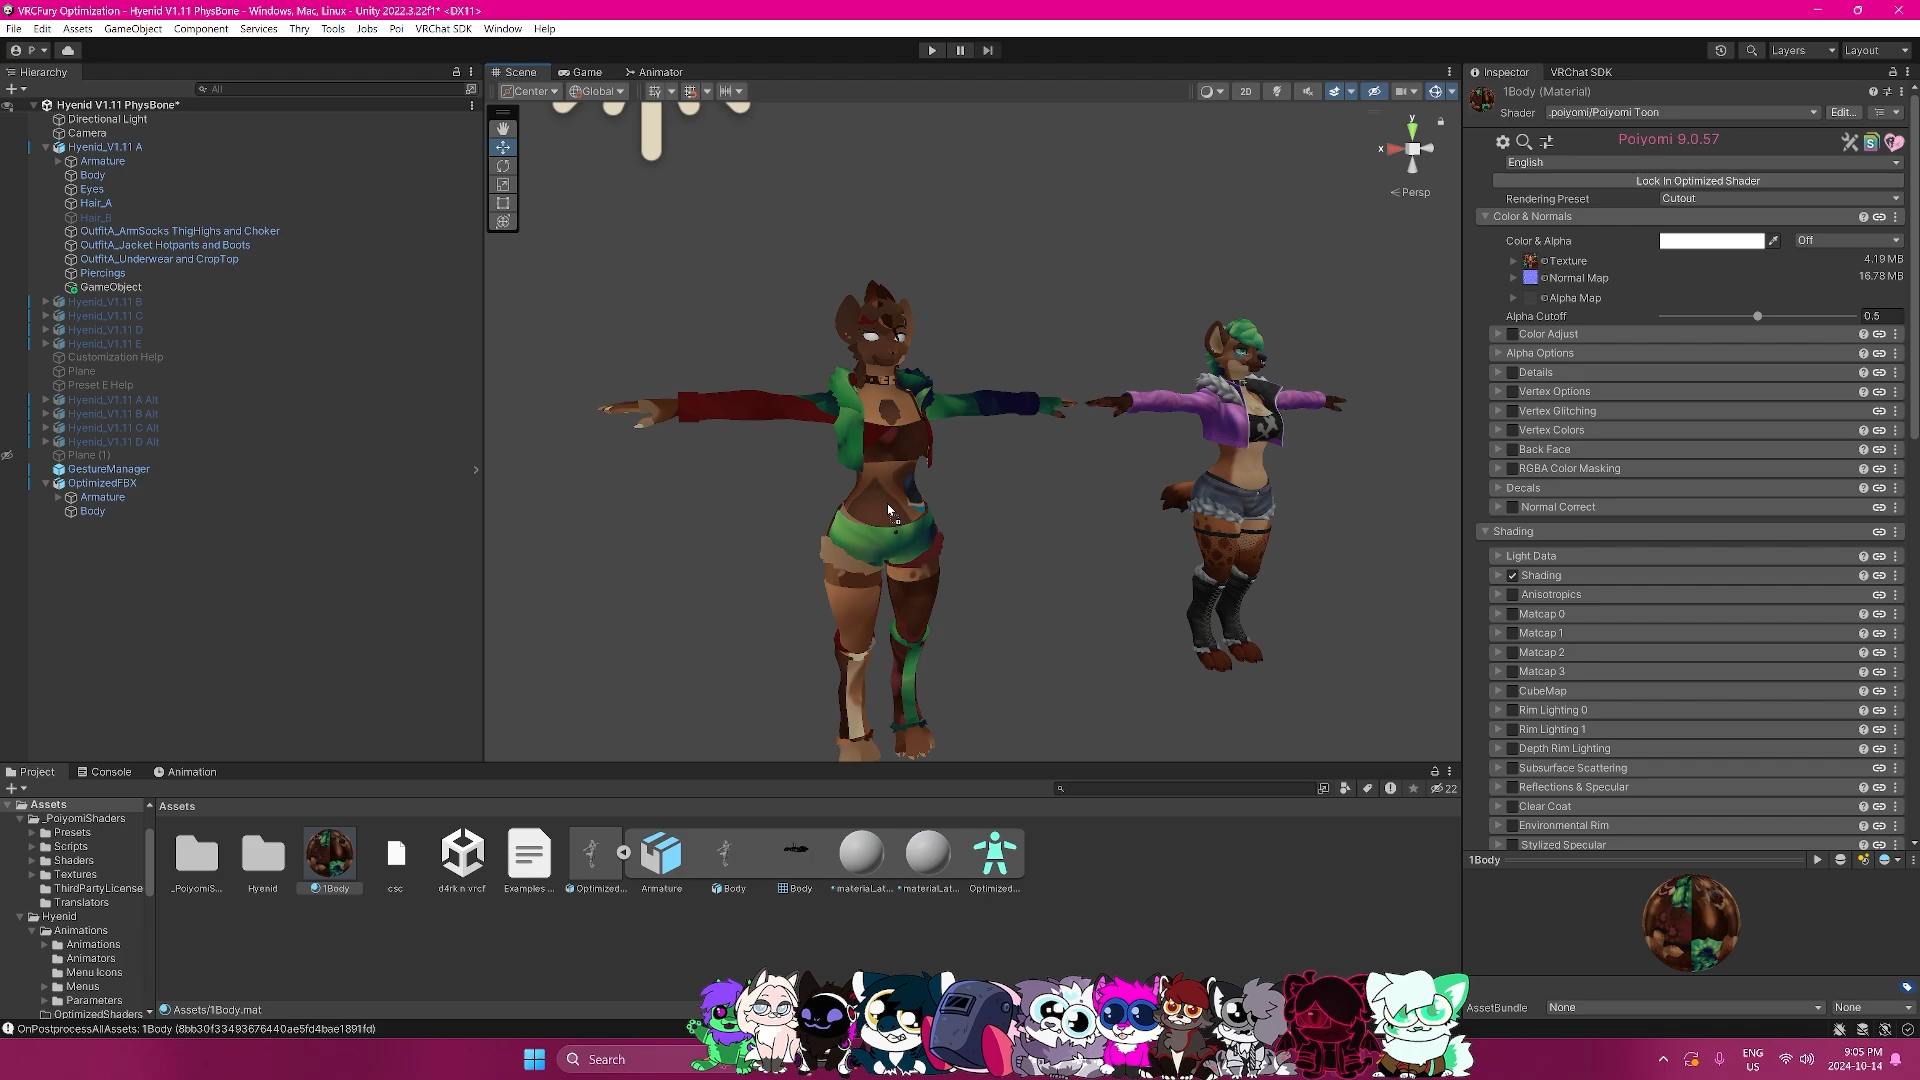 VRCFury Optimization - Hyenid V1.11 PhysBone - Windows, Mac, Linux - Unity 2022.3.22f1* <DX11>
File Edit Assets GameObject Component Services Thry Tools Jobs Poi VRChat SDK Window Help
P Layers Layout
Hierarchy
All
Hyenid V1.11 PhysBone*
Directional Light
Camera
Hyenid_V1.11 A
Armature
Body
Eyes
Hair_A
Hair_B
OutfitA_ArmSocks ThigHighs and Choker
OutfitA_Jacket Hotpants and Boots
OutfitA_Underwear and CropTop
Piercings
GameObject
Hyenid_V1.11 B
Hyenid_V1.11 C
Hyenid_V1.11 D
Hyenid_V1.11 E
Customization Help
Plane
Preset E Help
Hyenid_V1.11 A Alt
Hyenid_V1.11 B Alt
Hyenid_V1.11 C Alt
Hyenid_V1.11 D Alt
Plane (1)
GestureManager
OptimizedFBX
Armature
Body
Scene Game Animator
Center Global 2D
y
x
Persp
Inspector VRChat SDK
1Body (Material)
Shader .poiyomi/Poiyomi Toon Edit...
Poiyomi 9.0.57
English
Lock In Optimized Shader
Rendering Preset Cutout
Color & Normals
Color & Alpha Off
Texture 4.19 MB
Normal Map 16.78 MB
Alpha Map
Alpha Cutoff 0.5
Color Adjust
Alpha Options
Details
Vertex Options
Vertex Glitching
Vertex Colors
Back Face
RGBA Color Masking
Decals
Normal Correct
Shading
Light Data
Shading
Anisotropics
Matcap 0
Matcap 1
Matcap 2
Matcap 3
CubeMap
Rim Lighting 0
Rim Lighting 1
Depth Rim Lighting
Subsurface Scattering
Reflections & Specular
Clear Coat
Environmental Rim
Stylized Specular
1Body
AssetBundle None None
Project Console Animation
22
Assets
_PoiyomiShaders
Presets
Scripts
Shaders
Textures
ThirdPartyLicense
Translators
Hyenid
Animations
Animations
Animators
Menu Icons
Menus
Parameters
OptimizedShaders
Assets
_PoiyomiS... Hyenid 1Body csc d4rk n vrcf Examples ... Optimized... Armature Body Body materialLat... materialLat... Optimized...
Assets/1Body.mat
OnPostprocessAllAssets: 1Body (8bb30f33493676440ae5fd4bae1891fd)
Search
ENG
US
9:05 PM
2024-10-14